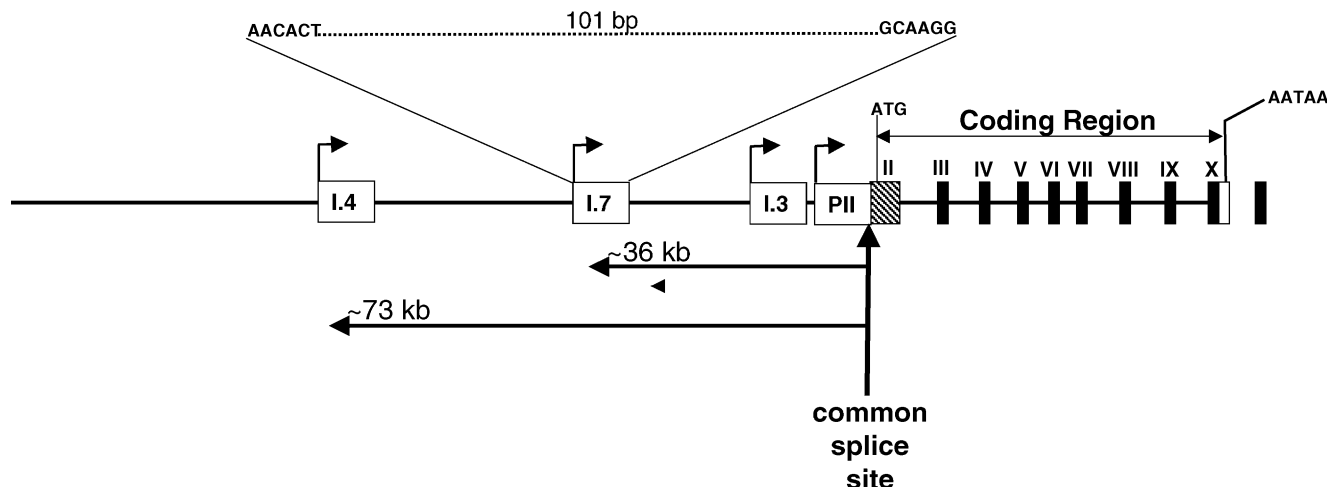 101 bp
AACACT
GCAAGG
ATG
AATAA
Coding Region
II
III
IV
V
VI
VII
VIII
IX
X
I.4
I.7
I.3
PII
~36 kb
~73 kb
common
splice
site